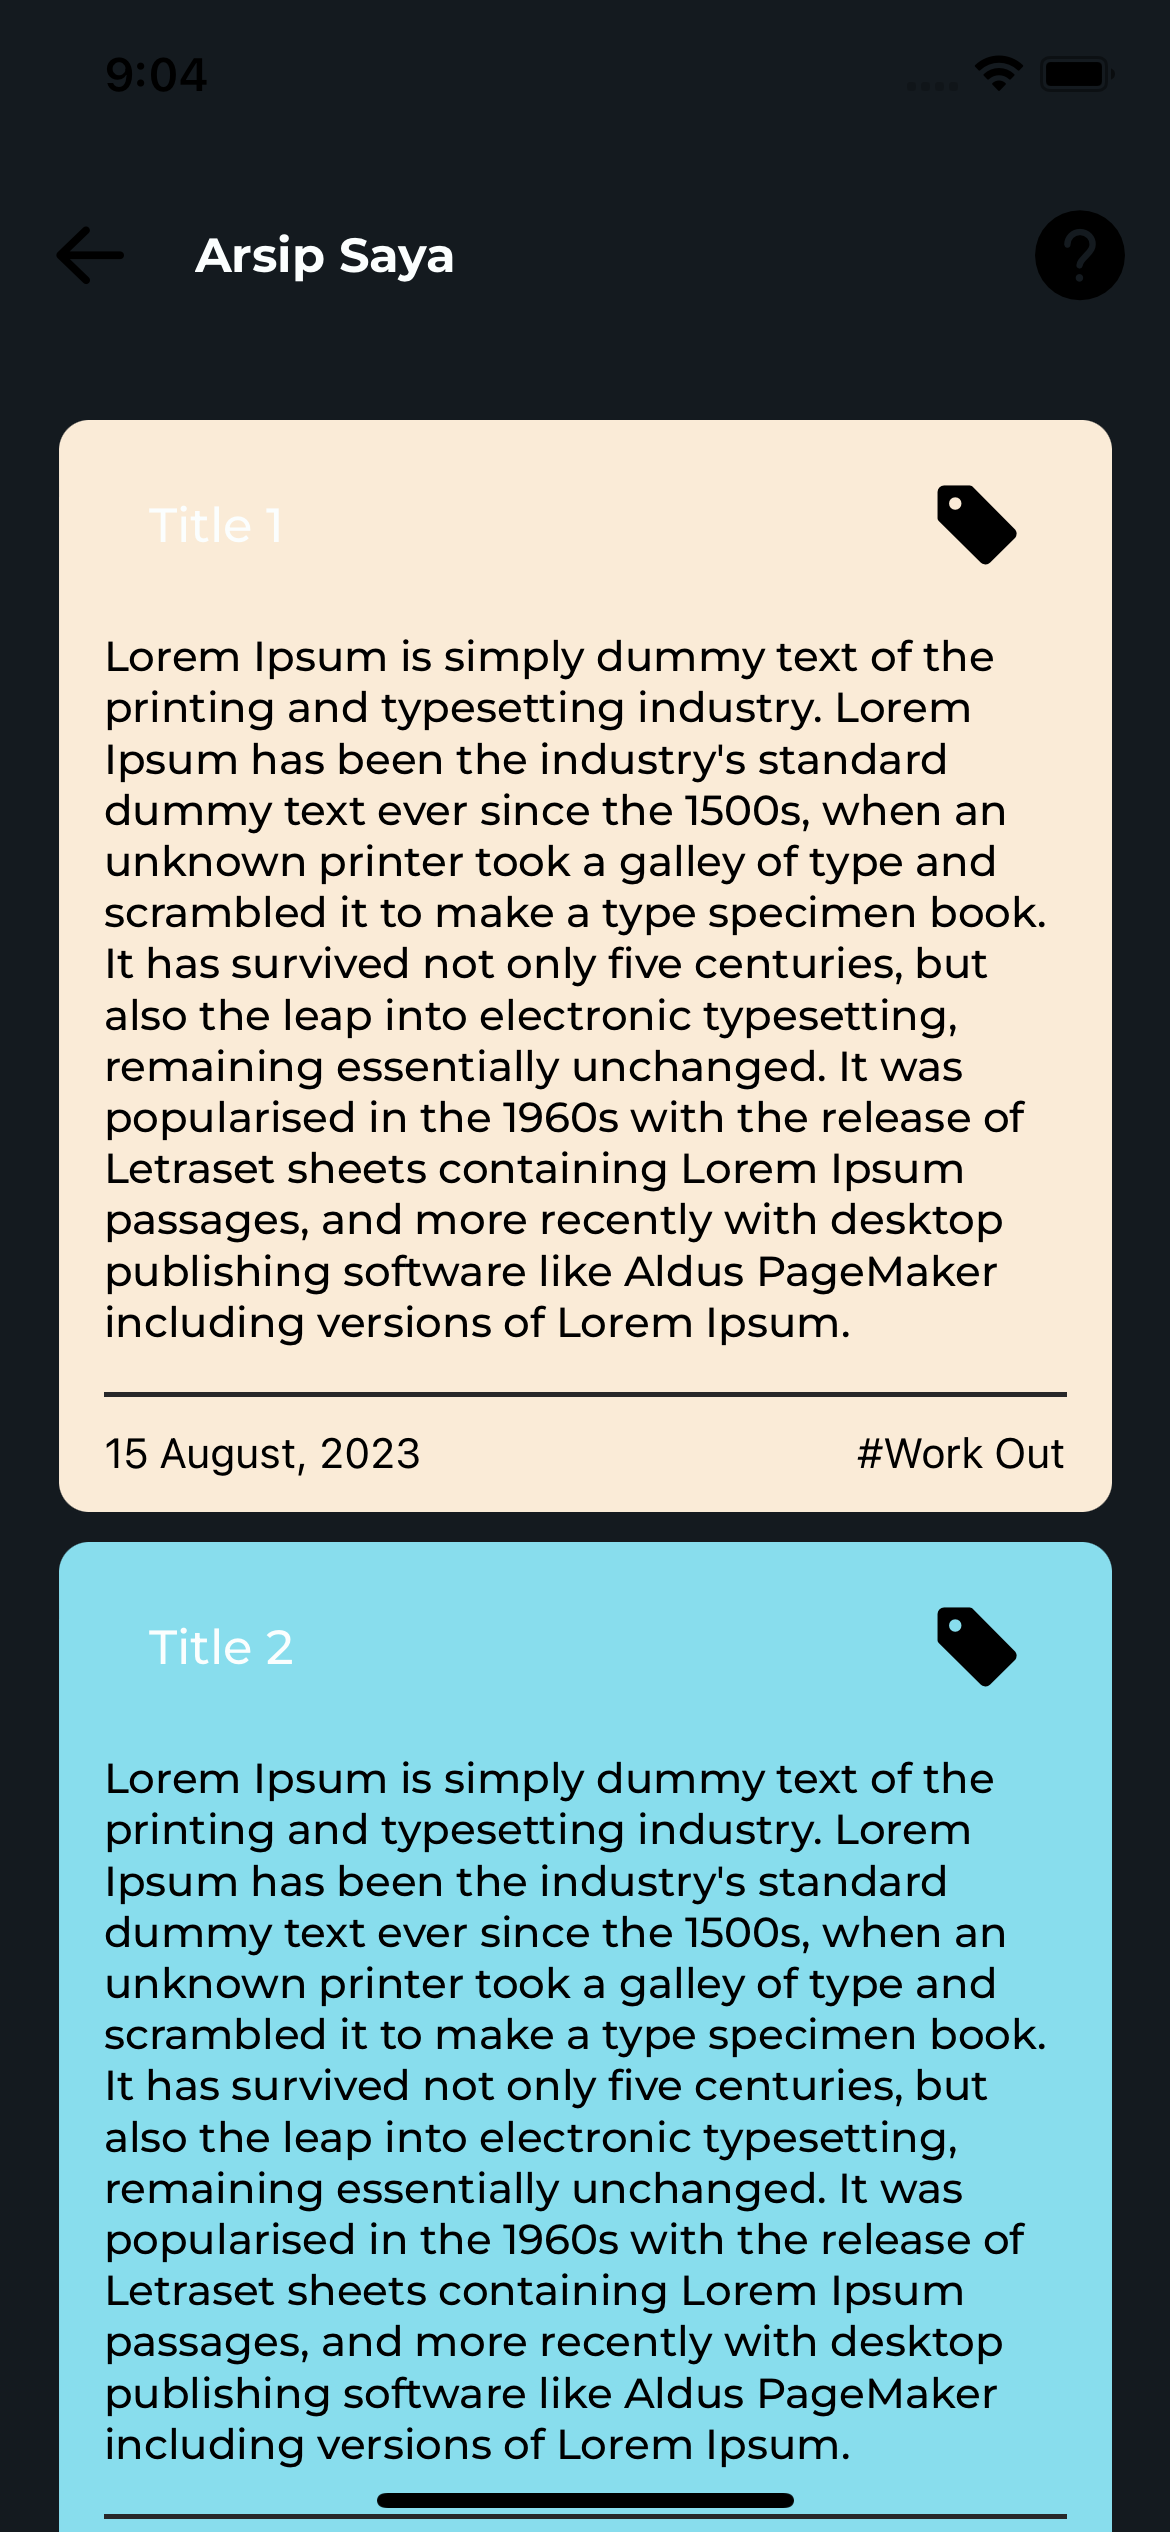 9:04
Arsip Saya
Title 1
Lorem Ipsum is simply dummy text of the
printing and typesetting industry. Lorem
Ipsum has been the industry's standard
dummy text ever since the 1500s, when an
unknown printer took a galley of type and
scrambled it to make a type specimen book.
It has survived not only five centuries, but
also the leap into electronic typesetting,
remaining essentially unchanged. It was
popularised in the 1960s with the release of
Letraset sheets containing Lorem Ipsum
passages, and more recently with desktop
publishing software like Aldus PageMaker
including versions of Lorem Ipsum.
15 August, 2023
#Work Out
Title 2
Lorem Ipsum is simply dummy text of the
printing and typesetting industry. Lorem
Ipsum has been the industry's standard
dummy text ever since the 1500s, when an
unknown printer took a galley of type and
scrambled it to make a type specimen book.
It has survived not only five centuries, but
also the leap into electronic typesetting,
remaining essentially unchanged. It was
popularised in the 1960s with the release of
Letraset sheets containing Lorem Ipsum
passages, and more recently with desktop
publishing software like Aldus PageMaker
including versions of Lorem Ipsum.